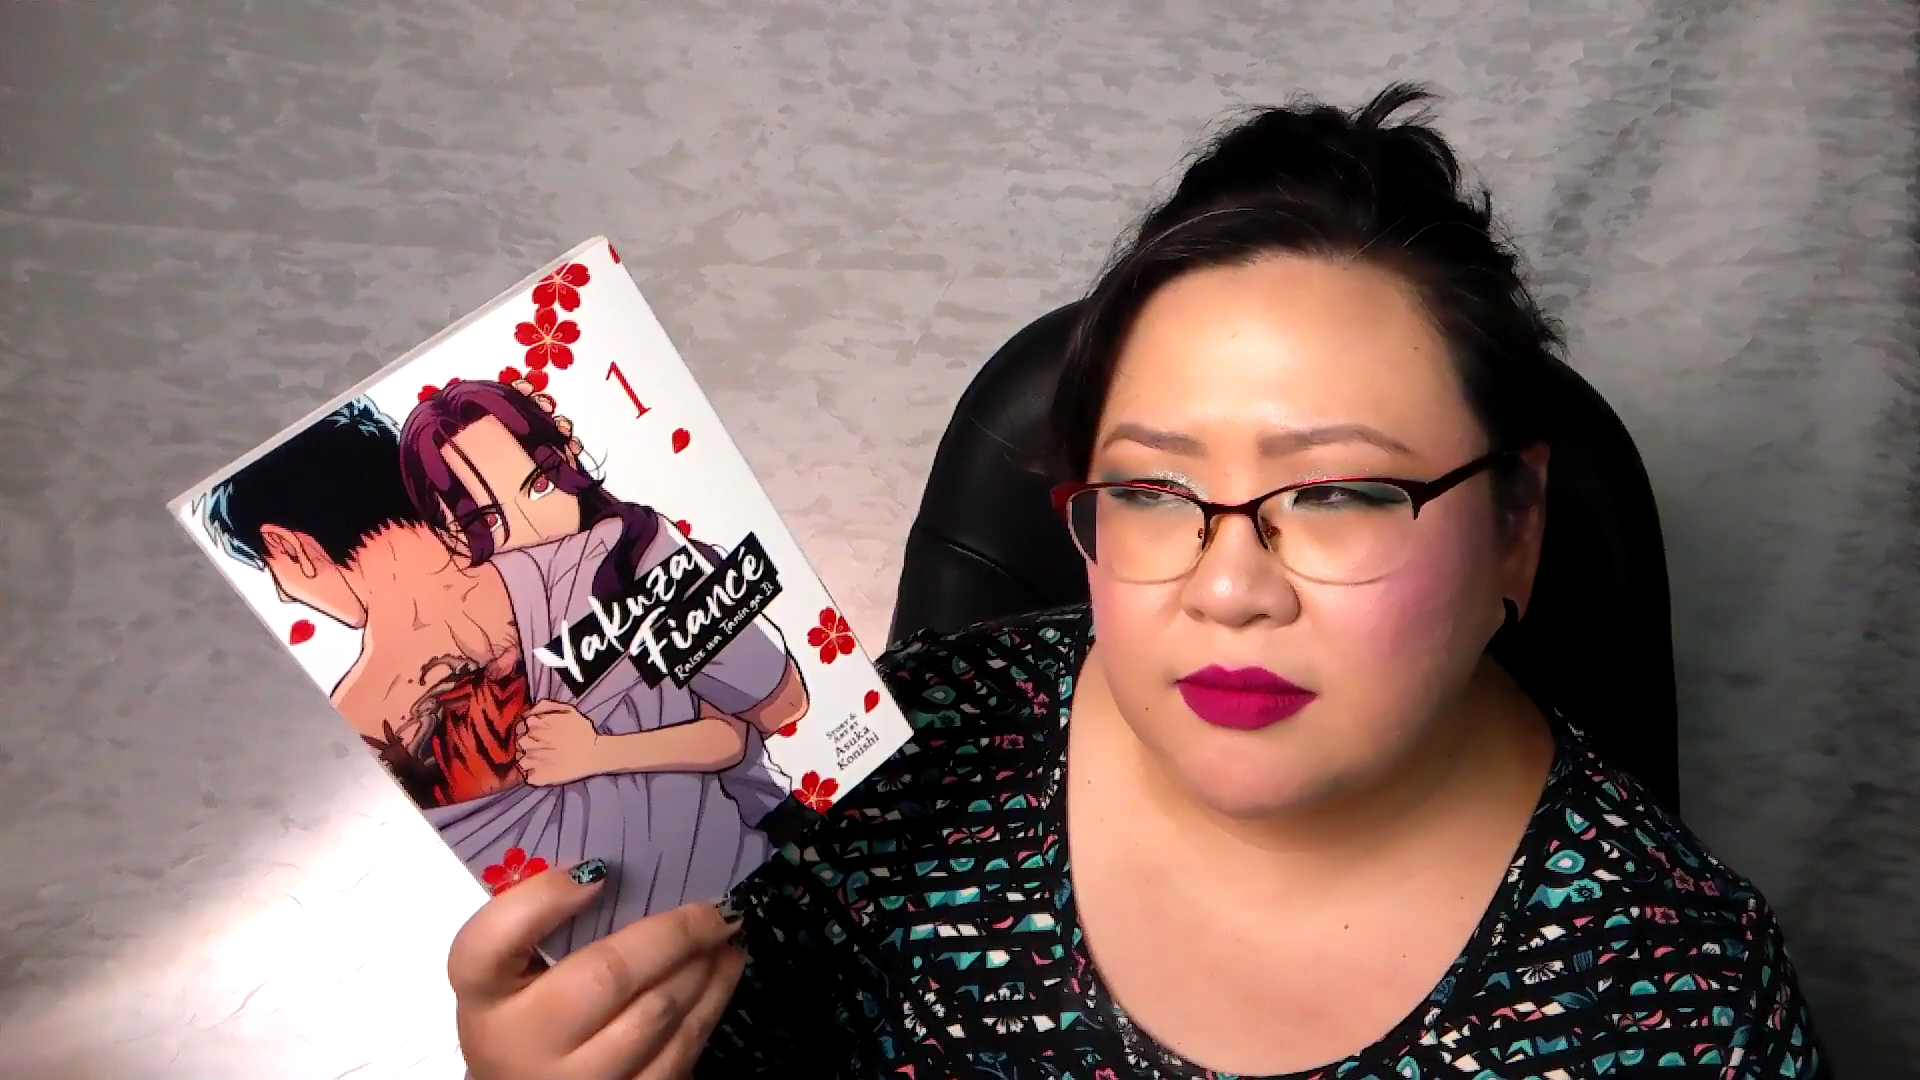 1
Yakuza
Fiancé
Raise wa Tanin ga Ii
Story &
Art by
Asuka
Konishi